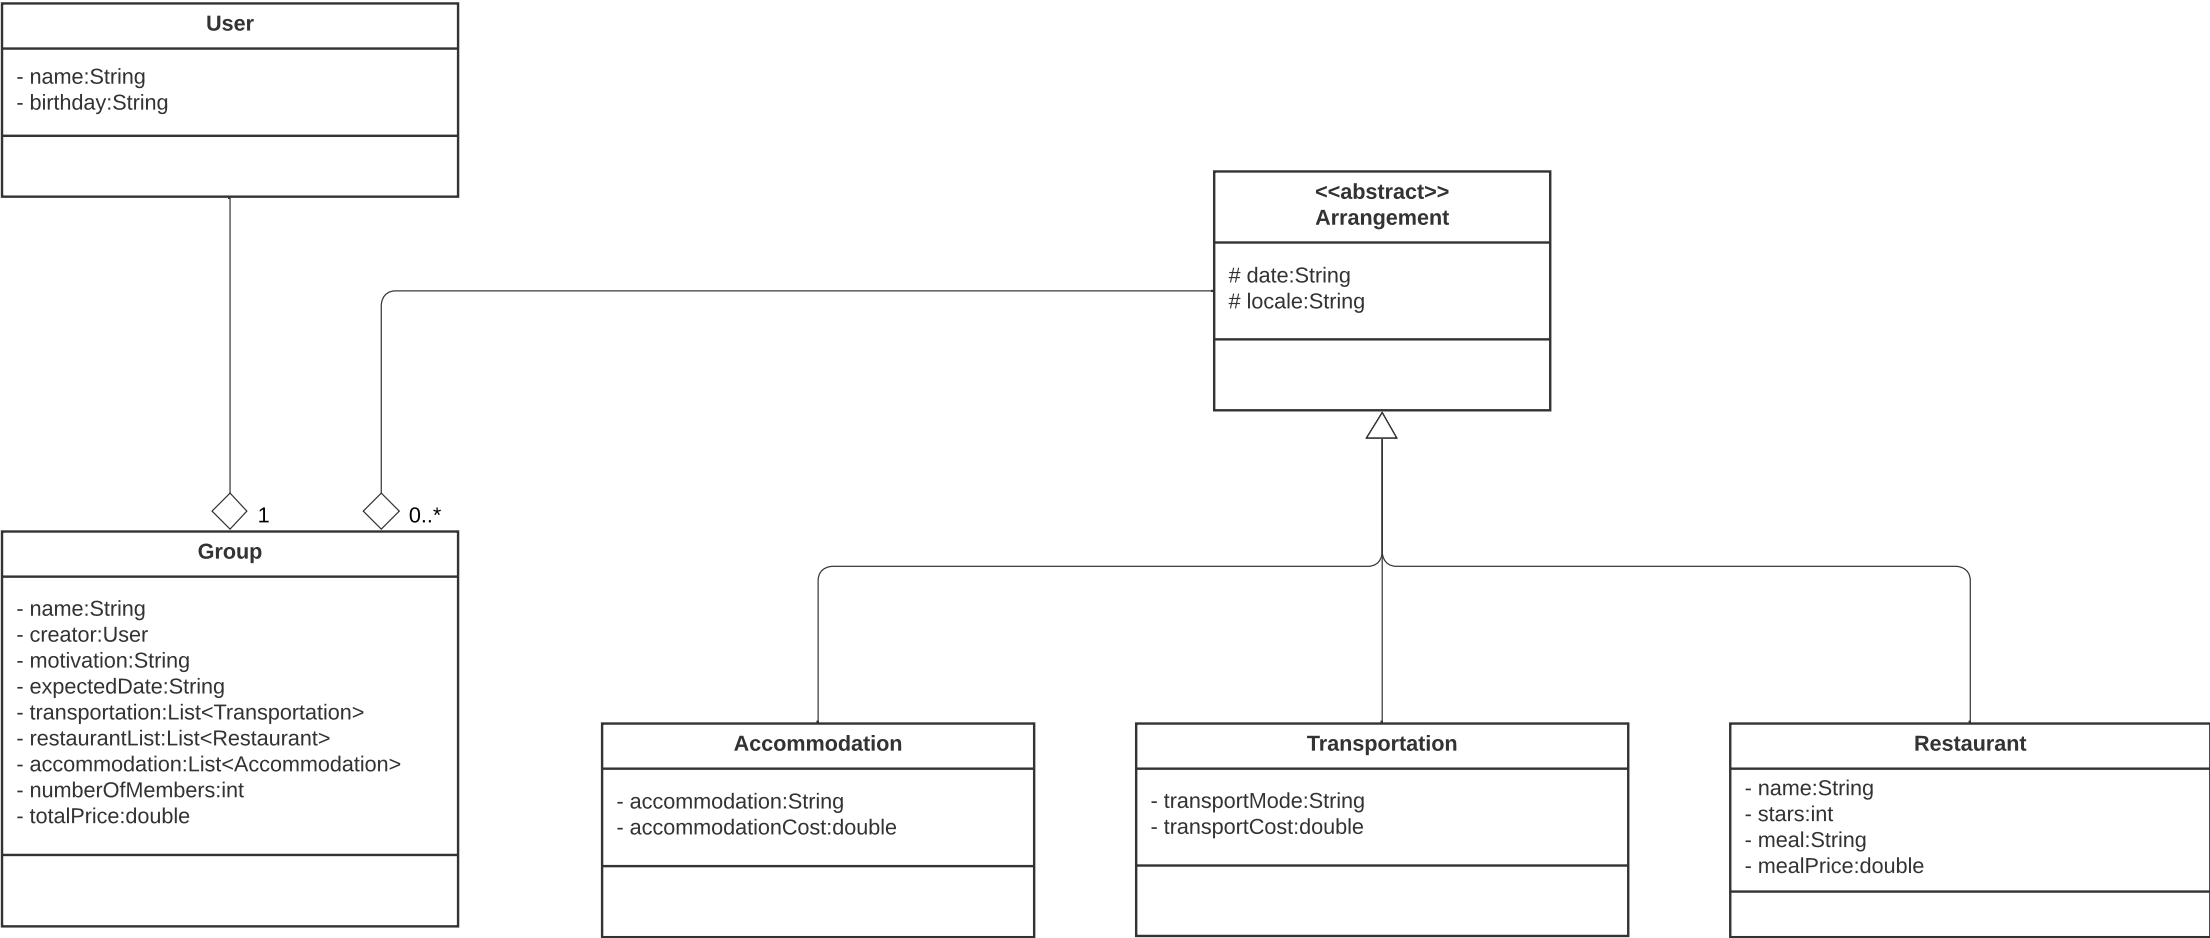 User
- name:String
- birthday:String
<<abstract>>
Arrangement
# date:String
# locale:String
1
0..*
Group
- name:String
- creator:User
- motivation:String
- expectedDate:String
- transportation:List<Transportation>
- restaurantList:List<Restaurant>
- accommodation:List<Accommodation>
- numberOfMembers:int
- totalPrice:double
Accommodation
- accommodation:String
- accommodationCost:double
Transportation
- transportMode:String
- transportCost:double
Restaurant
- name:String
- stars:int
- meal:String
- mealPrice:double